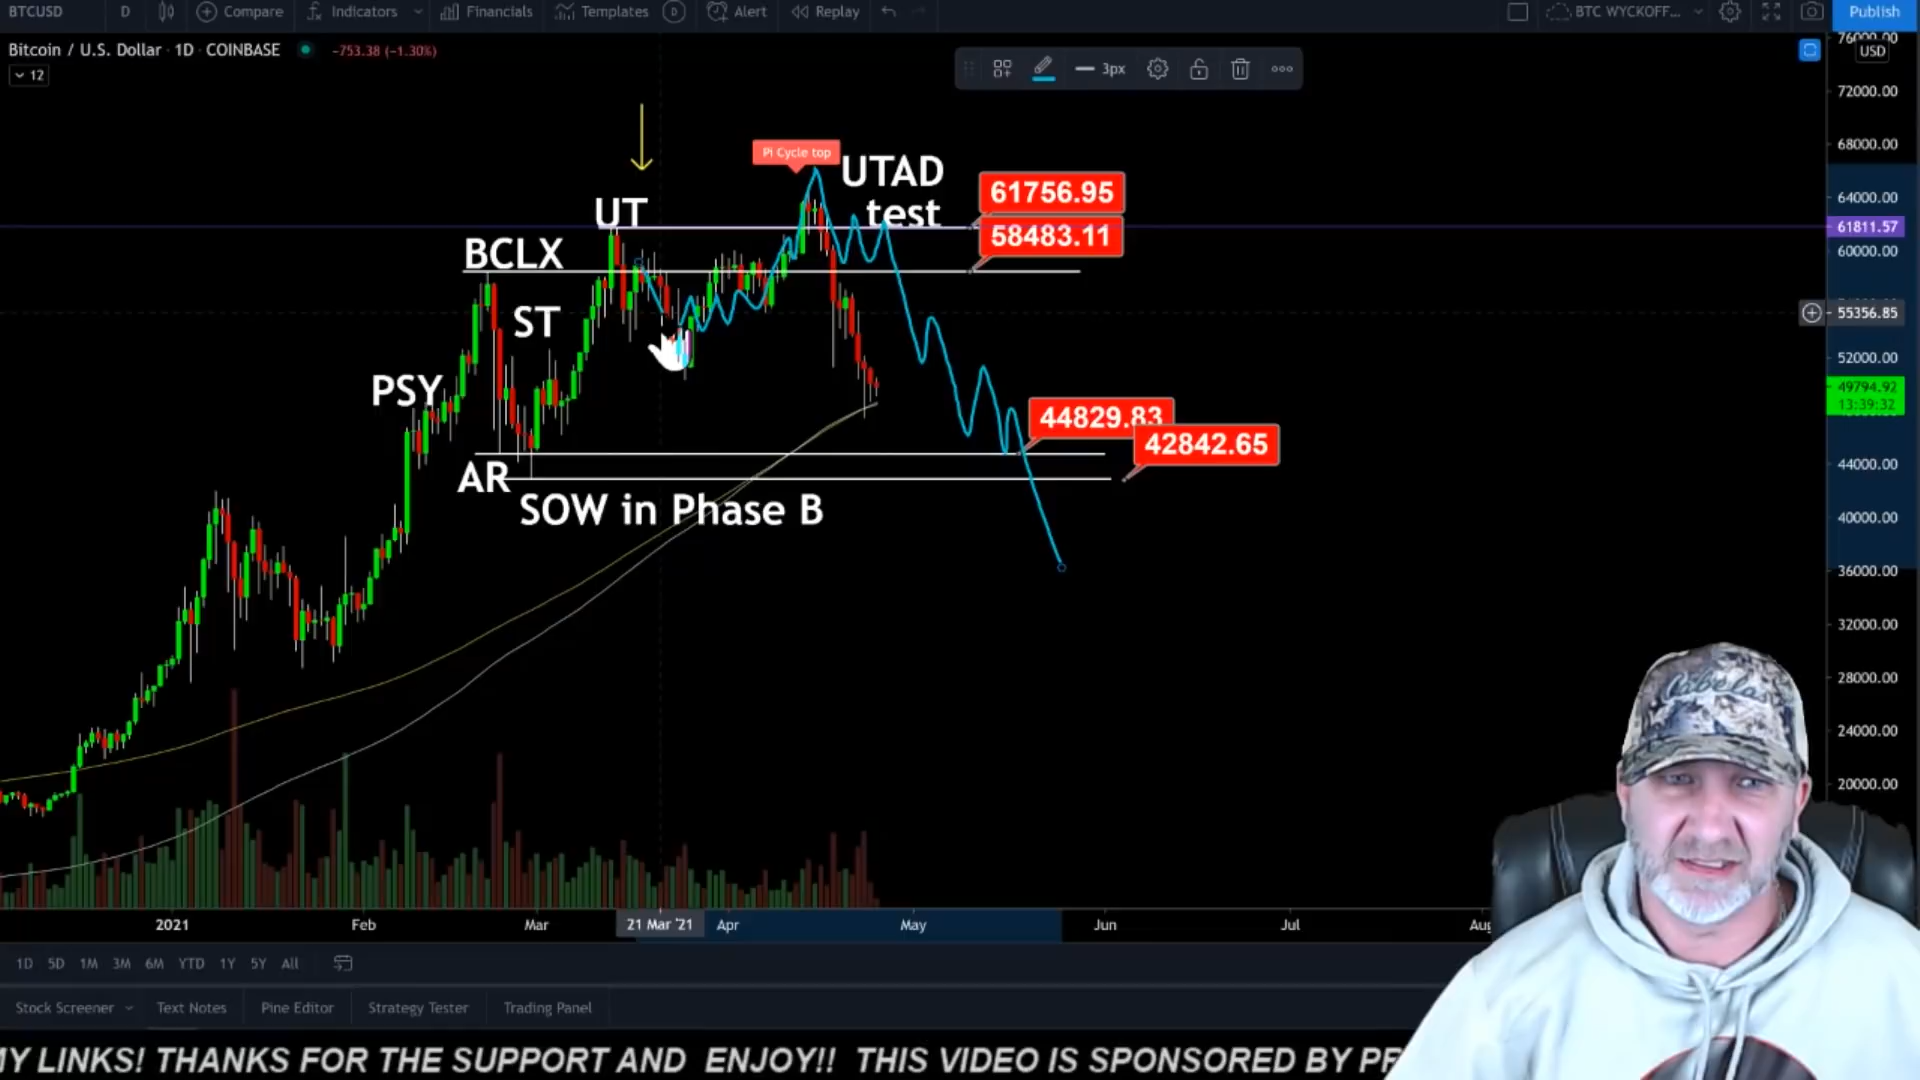 BTCUSD D Compare Indicators Financials Templates Alert Replay BTC WYCKOFF... Publish
Bitcoin / U.S. Dollar · 1D · COINBASE −753.38 (−1.30%)
12
3px
USD
76000.00
72000.00
68000.00
64000.00
61811.57
60000.00
55356.85
52000.00
49794.92
13:39:32
44000.00
40000.00
36000.00
32000.00
28000.00
24000.00
20000.00
Pi Cycle top
UTAD
test
61756.95
58483.11
UT
BCLX
ST
PSY
44829.83
42842.65
AR
SOW in Phase B
2021 Feb Mar 21 Mar '21 Apr May Jun Jul Aug
1D 5D 1M 3M 6M YTD 1Y 5Y All
Stock Screener Text Notes Pine Editor Strategy Tester Trading Panel
Cabelas
MY LINKS! THANKS FOR THE SUPPORT AND ENJOY!! THIS VIDEO IS SPONSORED BY